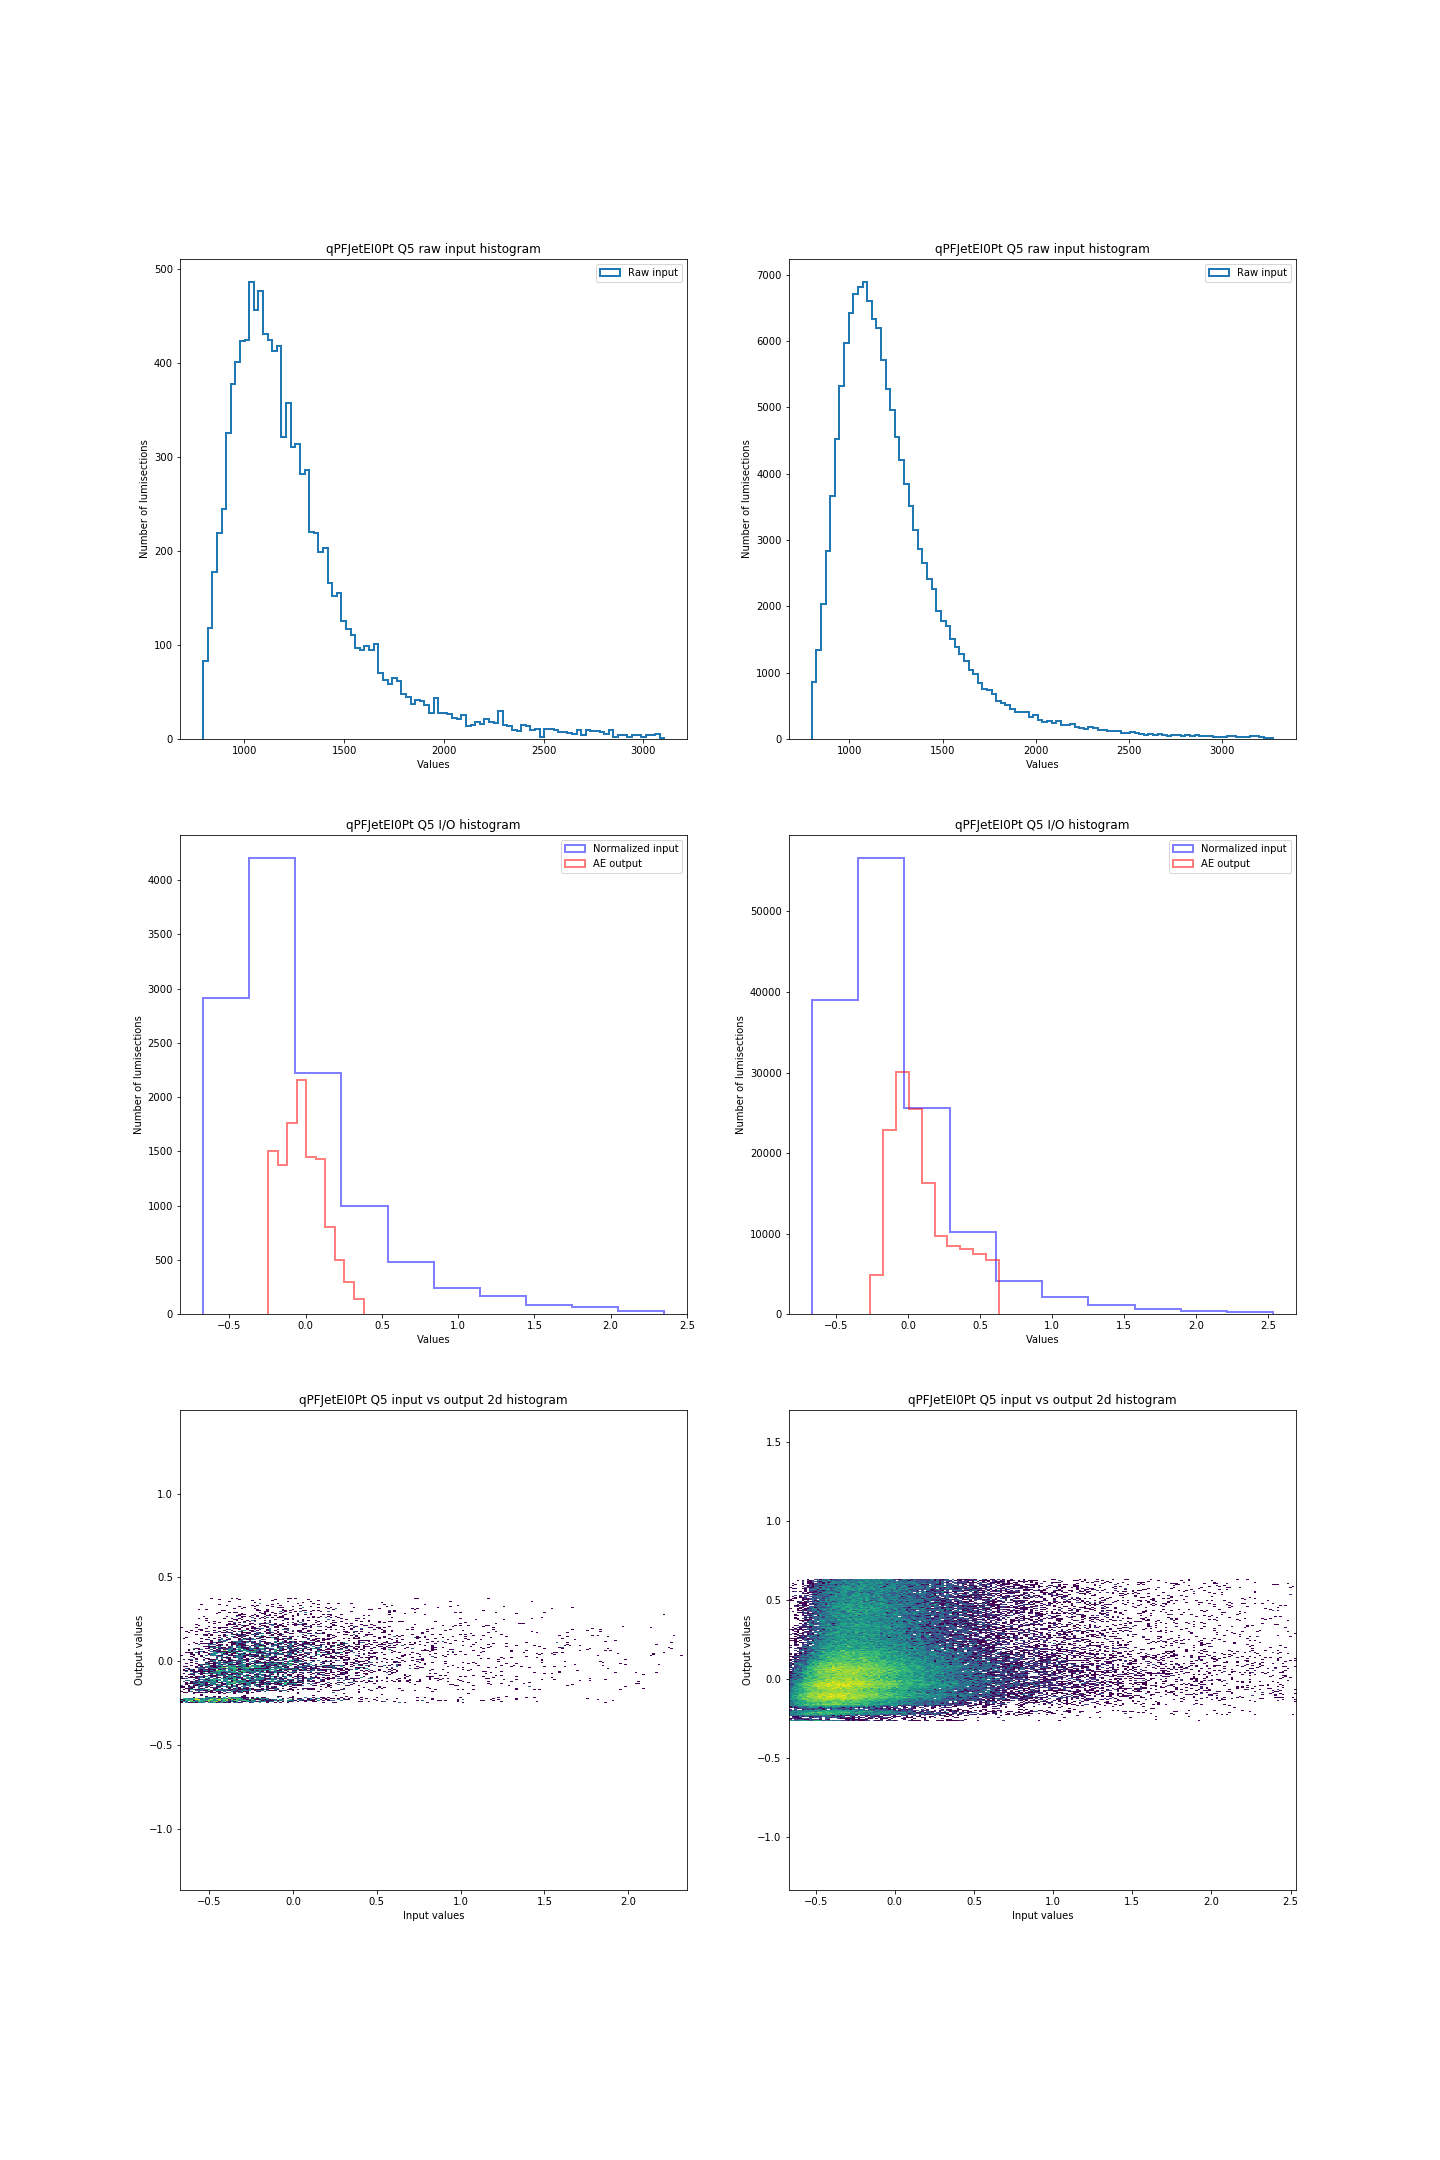 qPFJetEI0Pt Q5 raw input histogram
Raw input
500
400
300
200
100
0
Number of lumisections
1000 1500 2000 2500 3000
Values
qPFJetEI0Pt Q5 raw input histogram
Raw input
7000
6000
5000
4000
3000
2000
1000
0
Number of lumisections
1000 1500 2000 2500 3000
Values
qPFJetEI0Pt Q5 I/O histogram
Normalized input
AE output
4000
3500
3000
2500
2000
1500
1000
500
0
Number of lumisections
−0.5 0.0 0.5 1.0 1.5 2.0 2.5
Values
qPFJetEI0Pt Q5 I/O histogram
Normalized input
AE output
50000
40000
30000
20000
10000
0
Number of lumisections
−0.5 0.0 0.5 1.0 1.5 2.0 2.5
Values
qPFJetEI0Pt Q5 input vs output 2d histogram
1.0
0.5
0.0
−0.5
−1.0
Output values
−0.5 0.0 0.5 1.0 1.5 2.0
Input values
qPFJetEI0Pt Q5 input vs output 2d histogram
1.5
1.0
0.5
0.0
−0.5
−1.0
Output values
−0.5 0.0 0.5 1.0 1.5 2.0 2.5
Input values